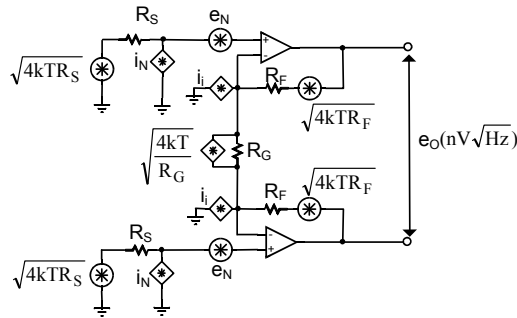 R_S
e_N
+
-
√4kTR_S
i_N
i_i
R_F
√4kTR_F
e_O(nV√Hz)
√4kT/R_G
R_G
√4kTR_F
i_i
R_F
R_S
-
+
√4kTR_S
i_N
e_N